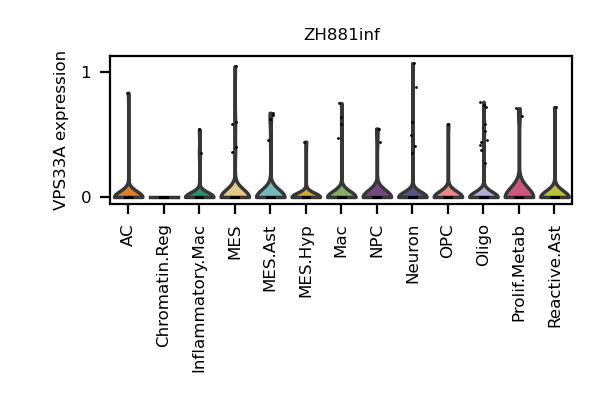 ZH881inf
VPS33A expression
1
0
AC
Chromatin.Reg
Inflammatory.Mac
MES
MES.Ast
MES.Hyp
Mac
NPC
Neuron
OPC
Oligo
Prolif.Metab
Reactive.Ast